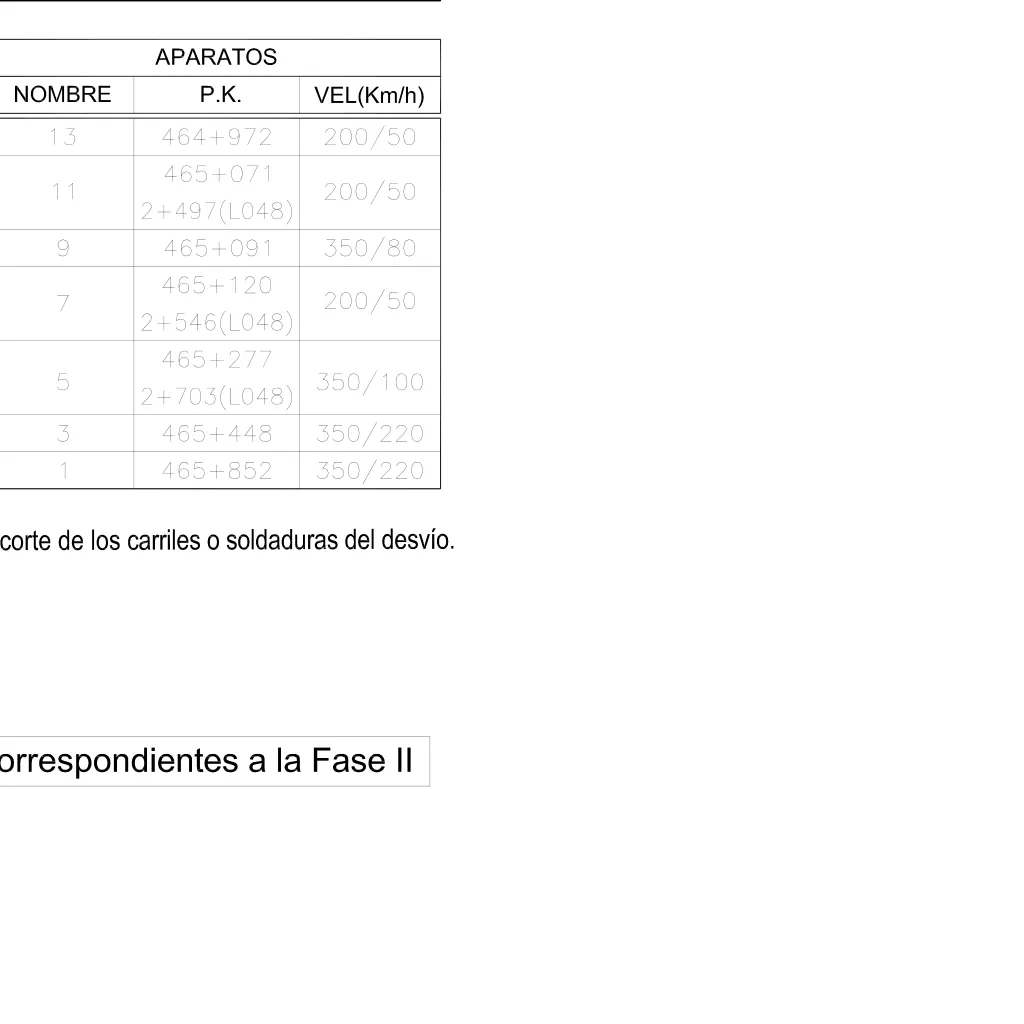 APARATOS
NOMBRE P.K. VEL(Km/h)
13 464+972 200/50
11 465+071 200/50
2+497(L048)
9 465+091 350/80
7 465+120 200/50
2+546(L048)
5 465+277 350/100
2+703(L048)
3 465+448 350/220
1 465+852 350/220
corte de los carriles o soldaduras del desvío.
orrespondientes a la Fase II